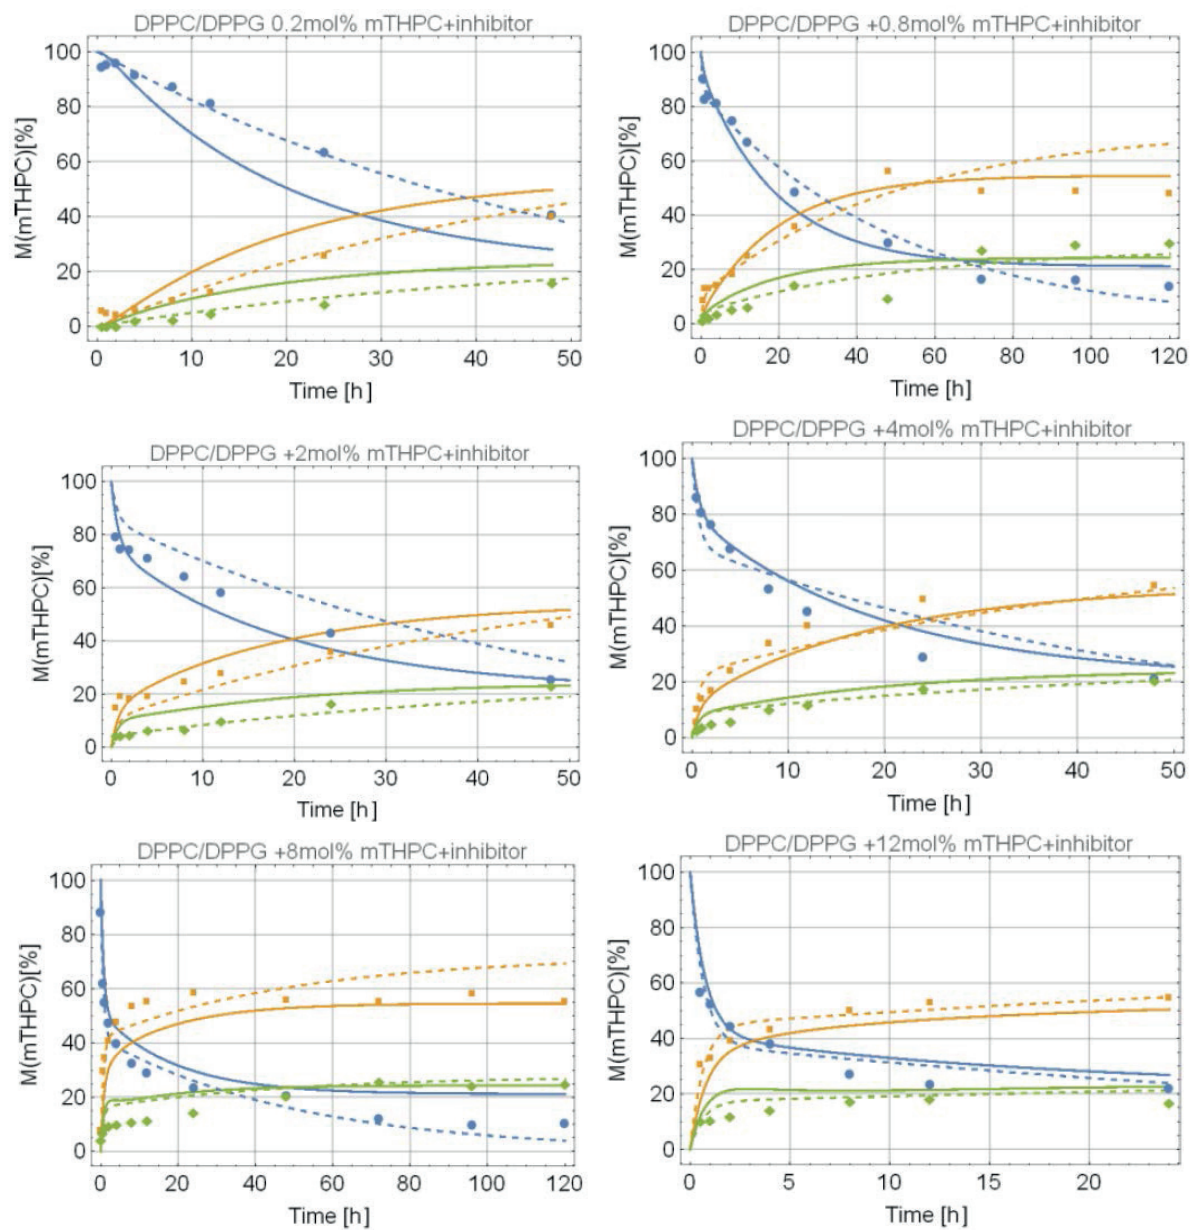 DPPC/DPPG 0.2mol% mTHPC+inhibitor
M(mTHPC)[%]
100
80
60
40
20
0
0 10 20 30 40 50
Time [h]
DPPC/DPPG +0.8mol% mTHPC+inhibitor
M(mTHPC)[%]
100
80
60
40
20
0
0 20 40 60 80 100 120
Time [h]
DPPC/DPPG +2mol% mTHPC+inhibitor
M(mTHPC)[%]
100
80
60
40
20
0
0 10 20 30 40 50
Time [h]
DPPC/DPPG +4mol% mTHPC+inhibitor
M(mTHPC)[%]
100
80
60
40
20
0
0 10 20 30 40 50
Time [h]
DPPC/DPPG +8mol% mTHPC+inhibitor
M(mTHPC)[%]
100
80
60
40
20
0
0 20 40 60 80 100 120
Time [h]
DPPC/DPPG +12mol% mTHPC+inhibitor
M(mTHPC)[%]
100
80
60
40
20
0
0 5 10 15 20
Time [h]